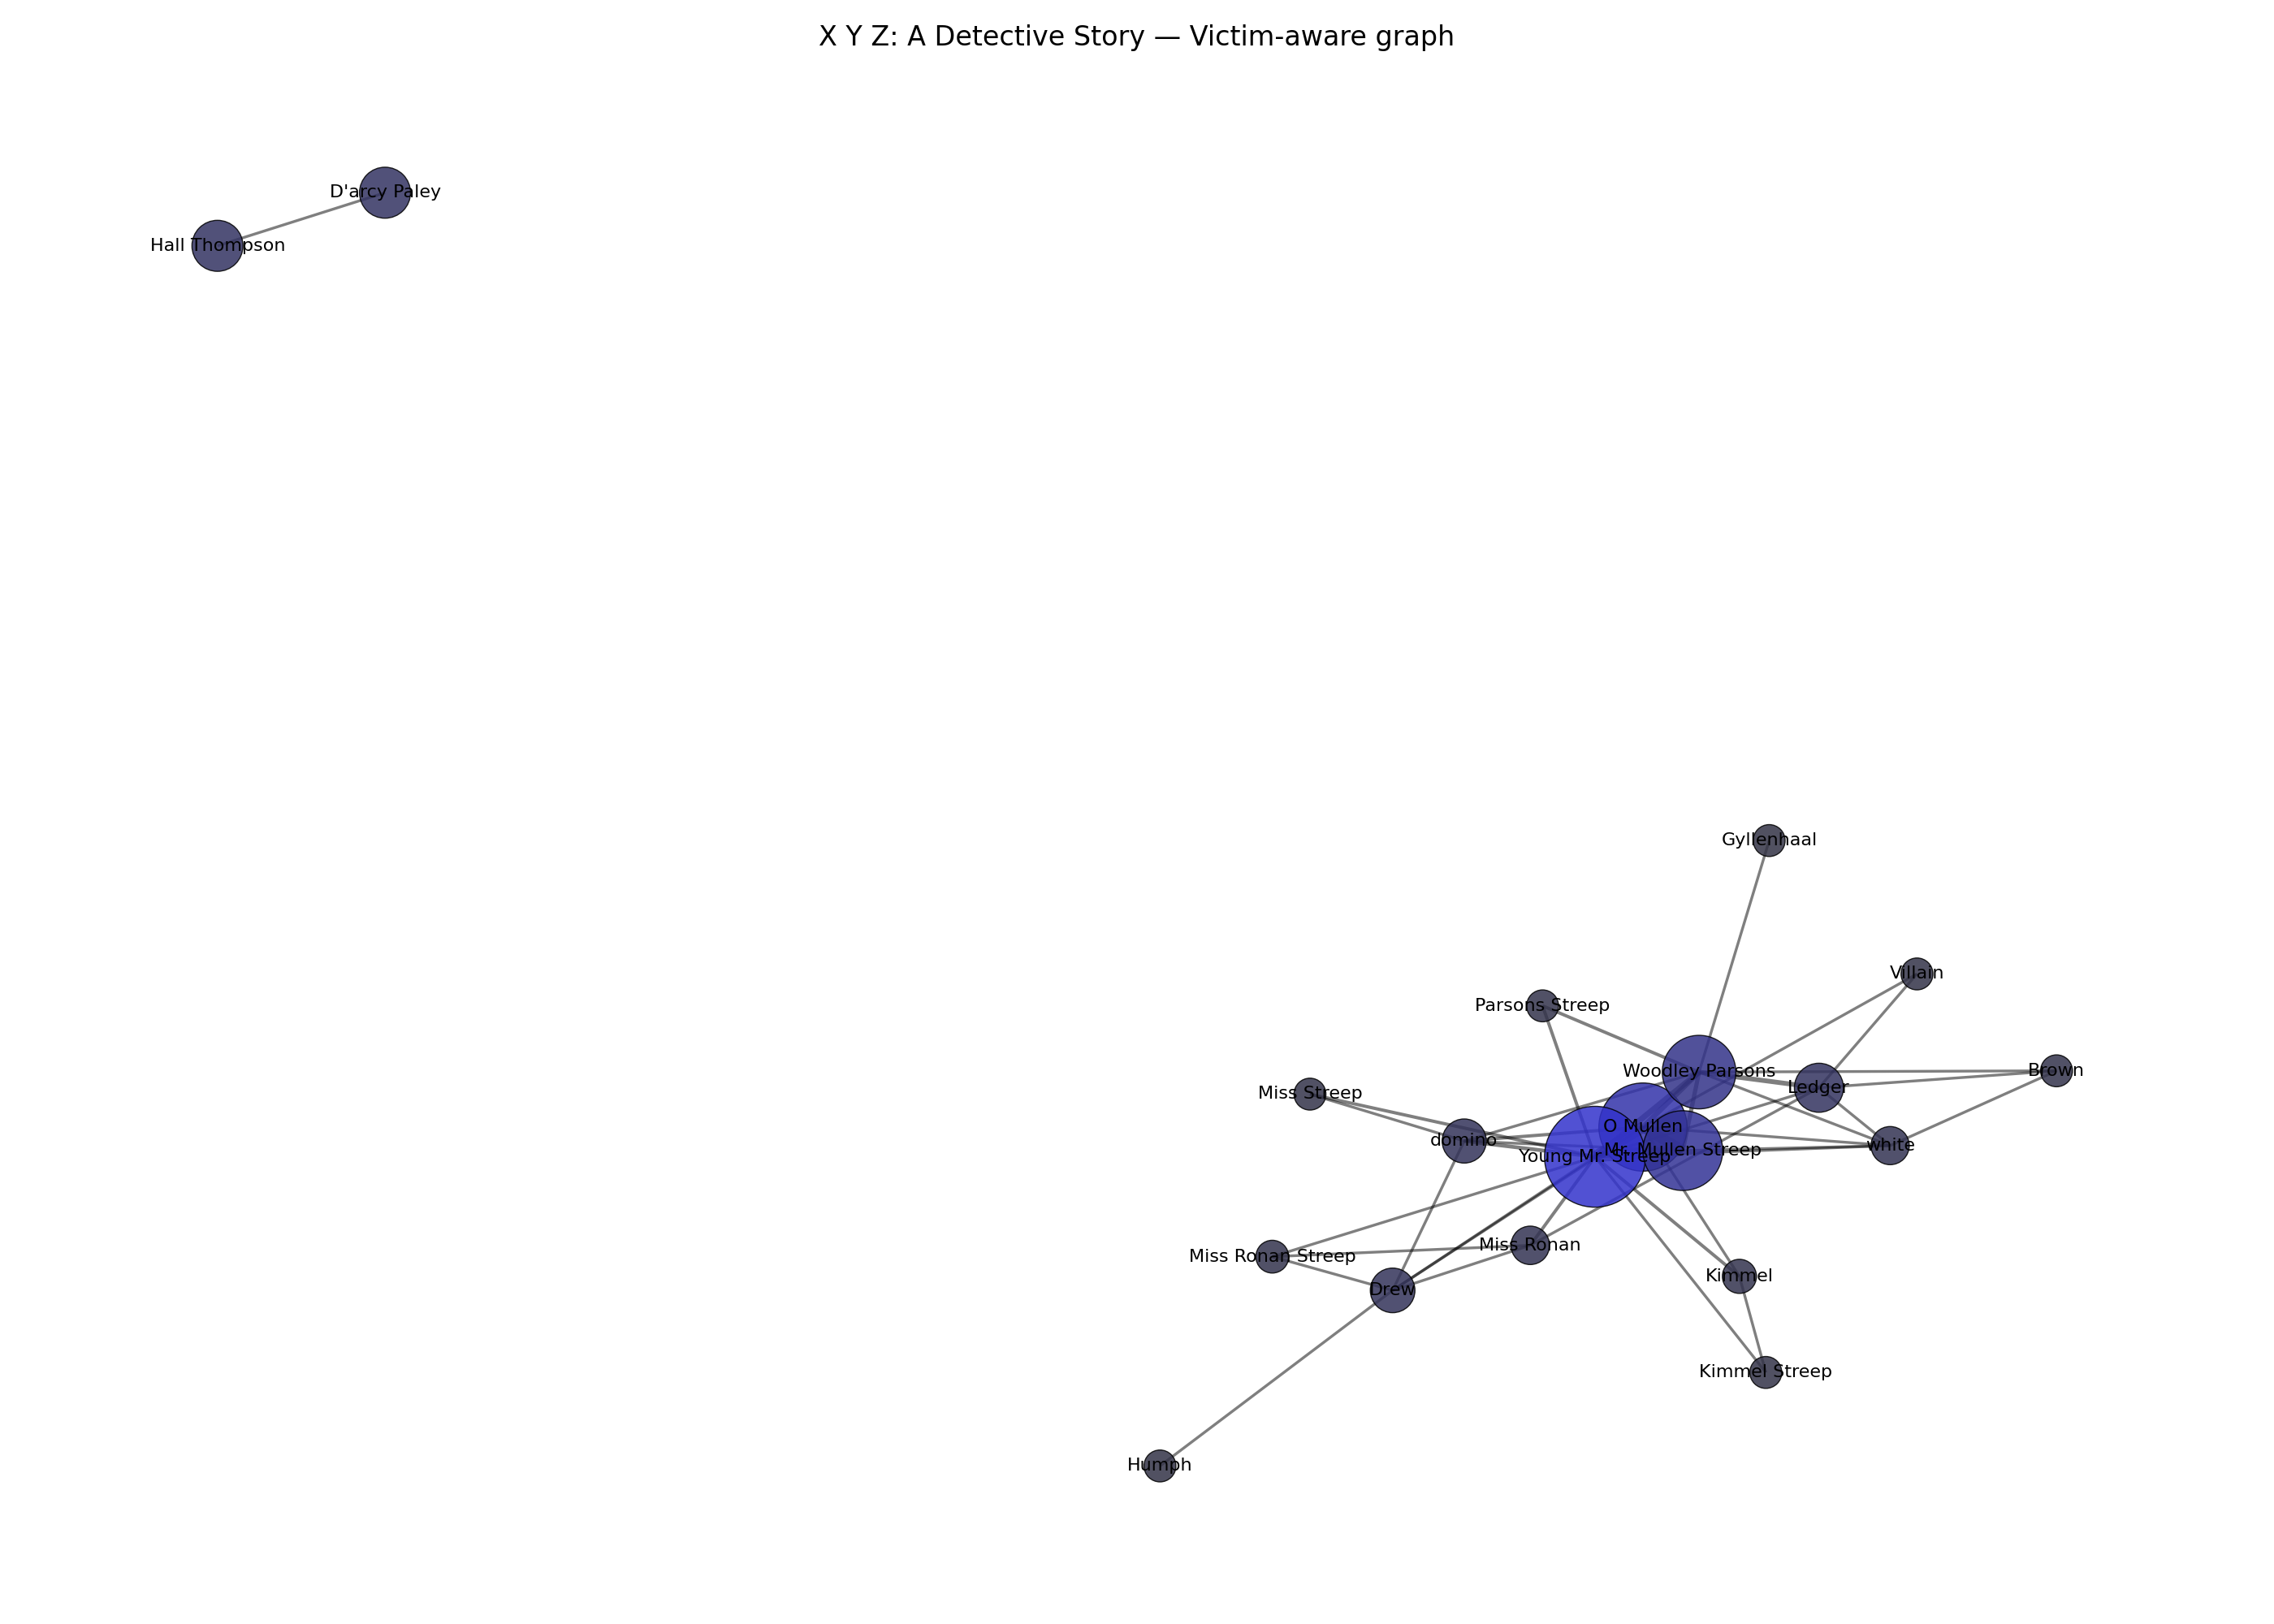 X Y Z: A Detective Story — Victim-aware graph
D'arcy Paley
Hall Thompson
Gyllenhaal
Villain
Parsons Streep
Woodley Parsons
Brown
Ledger
Miss Streep
O Mullen
domino
white
Mr. Mullen Streep
Young Mr. Streep
Miss Ronan
Miss Ronan Streep
Kimmel
Drew
Kimmel Streep
Humph